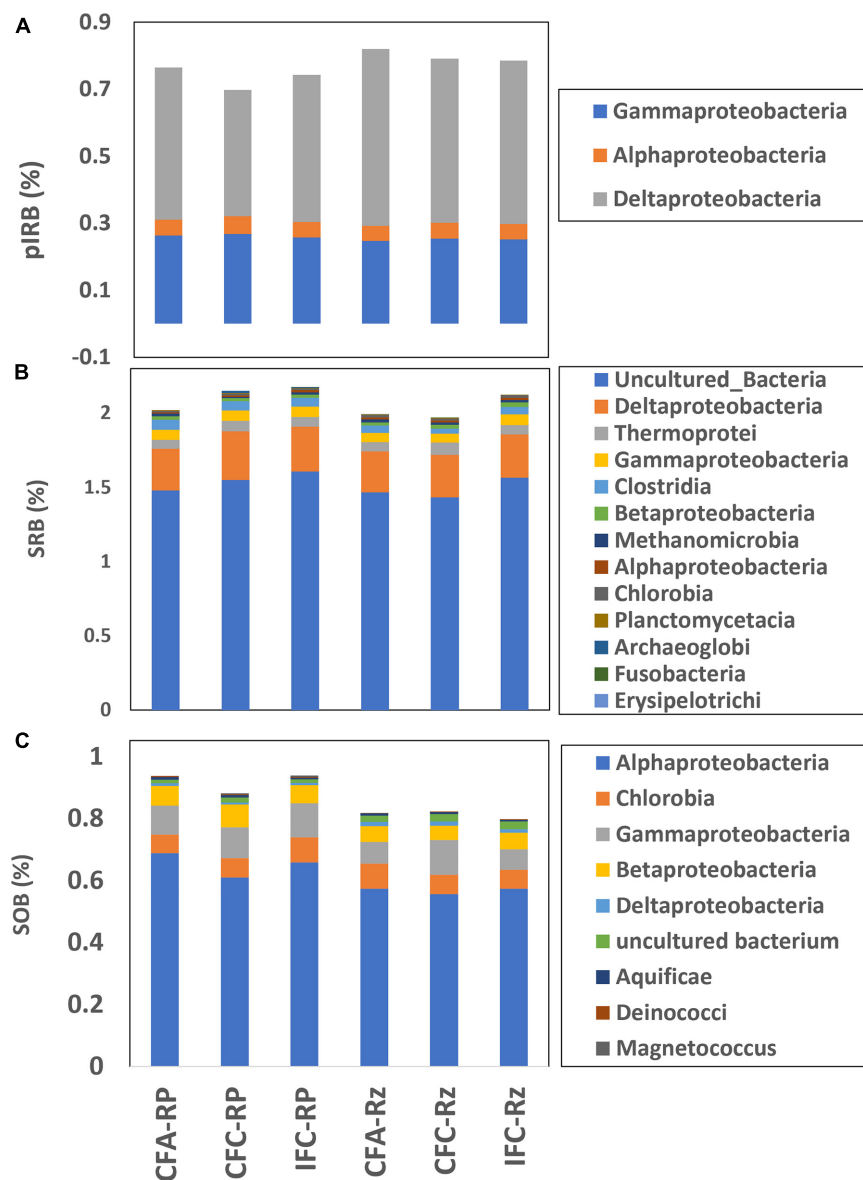 A
0.9
0.7
0.5
0.3
0.1
-0.1
pIRB (%)
Gammaproteobacteria
Alphaproteobacteria
Deltaproteobacteria
B
2
1.5
1
0.5
0
SRB (%)
Uncultured_Bacteria
Deltaproteobacteria
Thermoprotei
Gammaproteobacteria
Clostridia
Betaproteobacteria
Methanomicrobia
Alphaproteobacteria
Chlorobia
Planctomycetacia
Archaeoglobi
Fusobacteria
Erysipelotrichi
C
1
0.8
0.6
0.4
0.2
0
SOB (%)
Alphaproteobacteria
Chlorobia
Gammaproteobacteria
Betaproteobacteria
Deltaproteobacteria
uncultured bacterium
Aquificae
Deinococci
Magnetococcus
CFA-RP
CFC-RP
IFC-RP
CFA-Rz
CFC-Rz
IFC-Rz